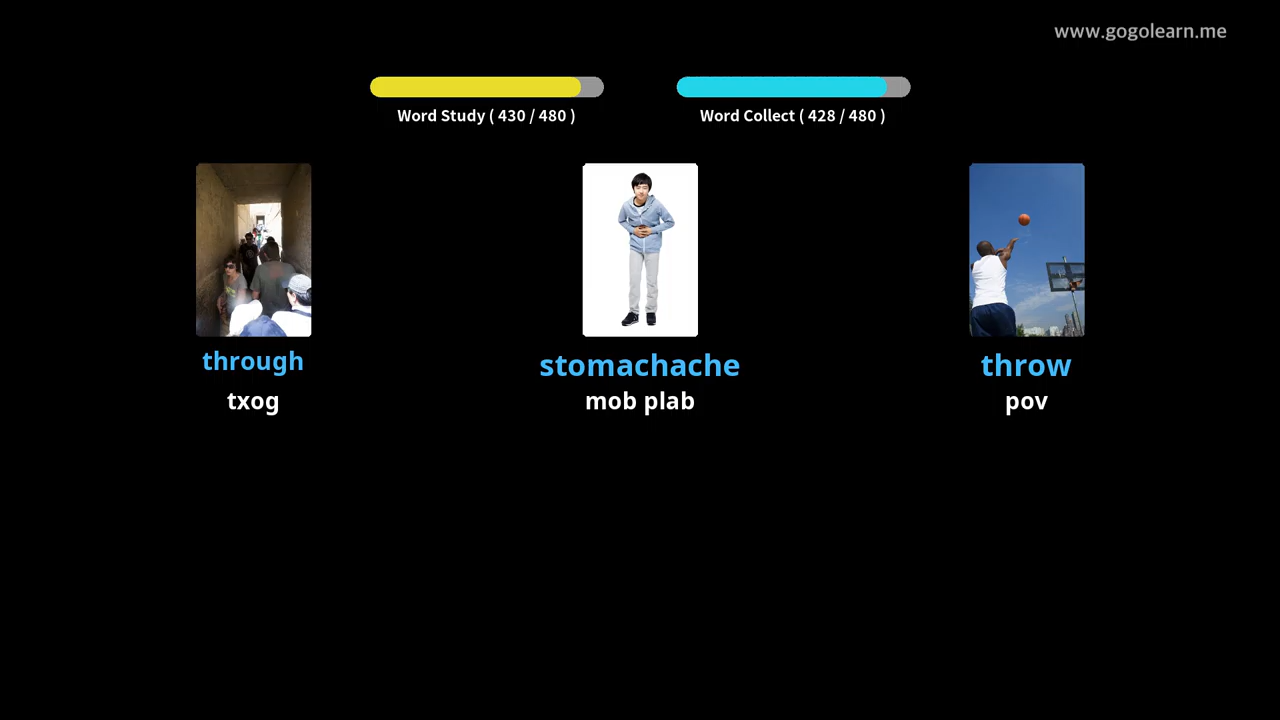 www.gogolearn.me
Word Study ( 430 / 480 )
Word Collect ( 428 / 480 )
through
stomachache
throw
txog
mob plab
pov